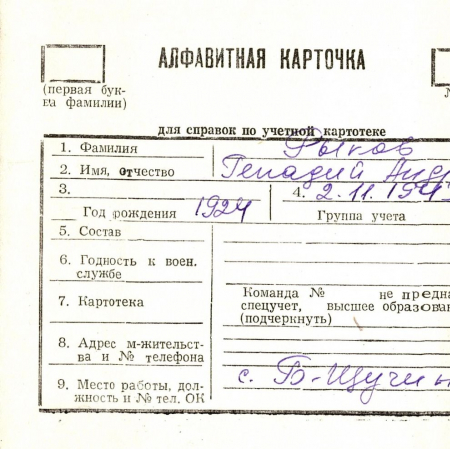 АЛФАВИТНАЯ КАРТОЧКА
(первая бук-
ва фамилии)
для справок по учетной картотеке
1. Фамилия Рыков
2. Имя, отчество Генадий Андр
3. 4. 2.11.194
Год рождения 1924 Группа учета
5. Состав
6. Годность к воен.
службе
7. Картотека
Команда № не предна
спецучет, высшее образован
(подчеркнуть)
8. Адрес м-жительст-
ва и № телефона
9. Место работы, дол-
жность и № тел. ОК
с. Б-Щучин